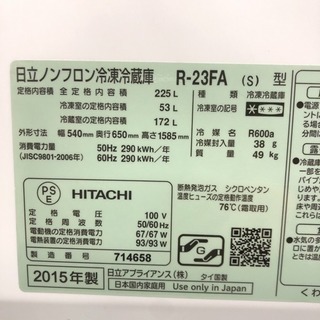 日立ノンフロン冷凍冷蔵庫 R-23FA (S) 型
定格内容積 全定格内容積 225 L
冷凍室の定格内容積 53 L
冷蔵室の定格内容積 172 L
外形寸法 幅 540mm 奥行 650mm 高さ 1585mm
消費電力量 50Hz 290 kWh/年
(JISC9801-2006年) 60Hz 290 kWh/年
冷凍室の記号
冷媒 R600a
冷媒封入量 38 g
質量 49 kg
PS
E
HITACHI
定格電圧 100 V
定格周波数 50/60 Hz
電動機の定格消費電力 67/67 W
電熱装置の定格消費電力 93/93 W
製造番号 714658
断熱発泡ガス シクロペンタン
温度ヒューズの定格動作温度
76℃(霜取用)
2015年製
日立アプライアンス(株) タイ国製
日本国内家庭用 Use only in Japan